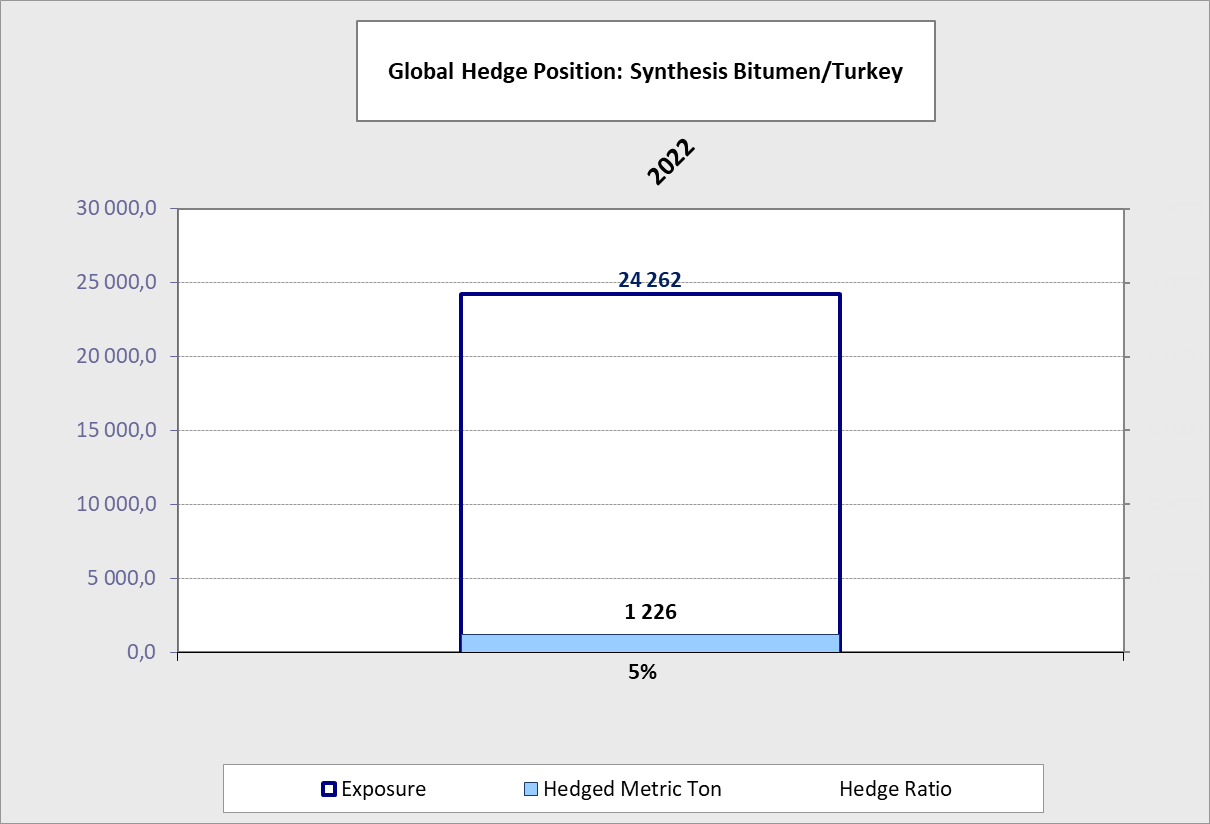 Global Hedge Position: Synthesis Bitumen/Turkey
2022
30 000,0
25 000,0
20 000,0
15 000,0
10 000,0
5 000,0
0,0
24 262
1 226
5%
Exposure
Hedged Metric Ton
Hedge Ratio